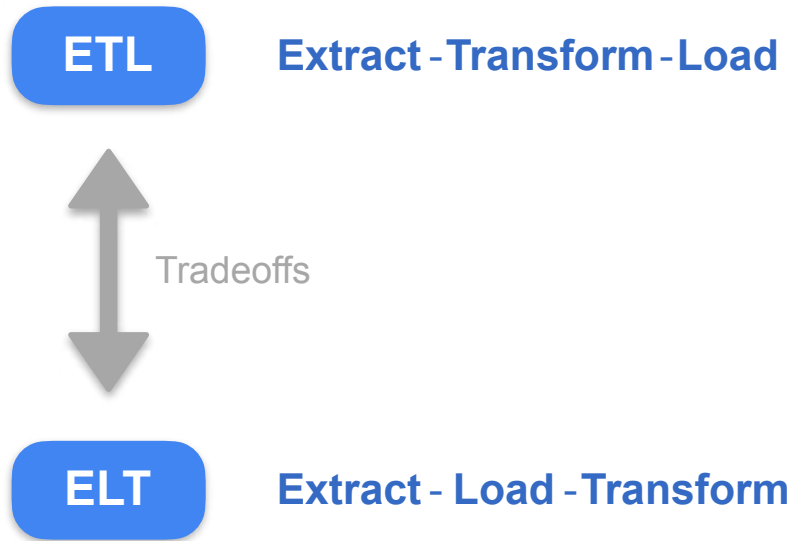 ETL Extract - Transform - Load
Tradeoffs
ELT Extract - Load - Transform